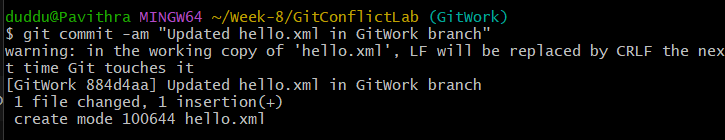 duddu@Pavithra MINGW64 ~/Week-8/GitConflictLab (GitWork)
$ git commit -am "Updated hello.xml in GitWork branch"
warning: in the working copy of 'hello.xml', LF will be replaced by CRLF the nex
t time Git touches it
[GitWork 884d4aa] Updated hello.xml in GitWork branch
 1 file changed, 1 insertion(+)
 create mode 100644 hello.xml